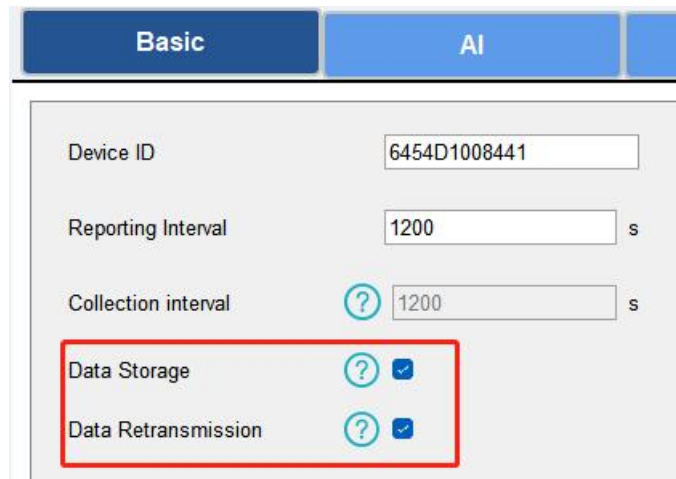 Basic
AI
Device ID 6454D1008441
Reporting Interval 1200 s
Collection interval ? 1200 s
Data Storage ?
Data Retransmission ?